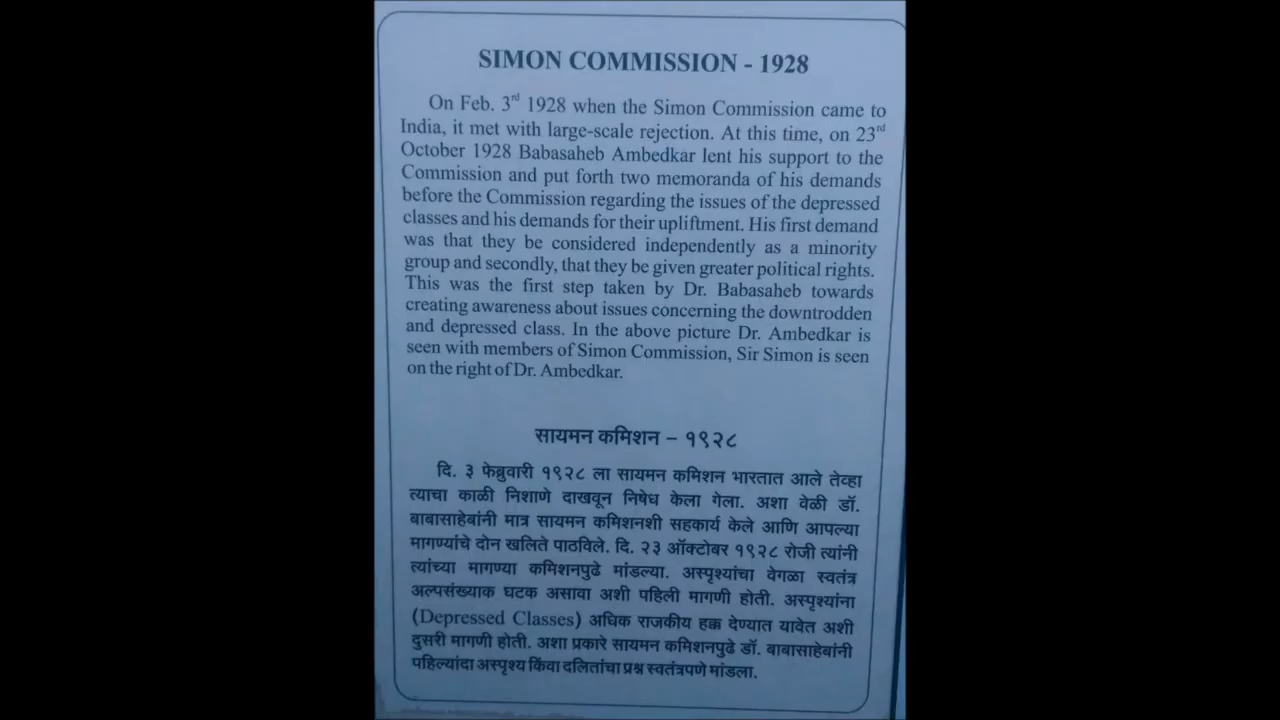 SIMON COMMISSION - 1928
On Feb. 3rd 1928 when the Simon Commission came to
India, it met with large-scale rejection. At this time, on 23rd
October 1928 Babasaheb Ambedkar lent his support to the
Commission and put forth two memoranda of his demands
before the Commission regarding the issues of the depressed
classes and his demands for their upliftment. His first demand
was that they be considered independently as a minority
group and secondly, that they be given greater political rights.
This was the first step taken by Dr. Babasaheb towards
creating awareness about issues concerning the downtrodden
and depressed class. In the above picture Dr. Ambedkar is
seen with members of Simon Commission, Sir Simon is seen
on the right of Dr. Ambedkar.
सायमन कमिशन – १९२८
दि. ३ फेब्रुवारी १९२८ ला सायमन कमिशन भारतात आले तेव्हा
त्याचा काळी निशाणे दाखवून निषेध केला गेला. अशा वेळी डॉ.
बाबासाहेबांनी मात्र सायमन कमिशनशी सहकार्य केले आणि आपल्या
मागण्यांचे दोन खलिते पाठविले. दि. २३ ऑक्टोबर १९२८ रोजी त्यांनी
त्यांच्या मागण्या कमिशनपुढे मांडल्या. अस्पृश्यांचा वेगळा स्वतंत्र
अल्पसंख्याक घटक असावा अशी पहिली मागणी होती. अस्पृश्यांना
(Depressed Classes) अधिक राजकीय हक्क देण्यात यावेत अशी
दुसरी मागणी होती. अशा प्रकारे सायमन कमिशनपुढे डॉ. बाबासाहेबांनी
पहिल्यांदा अस्पृश्य किंवा दलितांचा प्रश्न स्वतंत्रपणे मांडला.